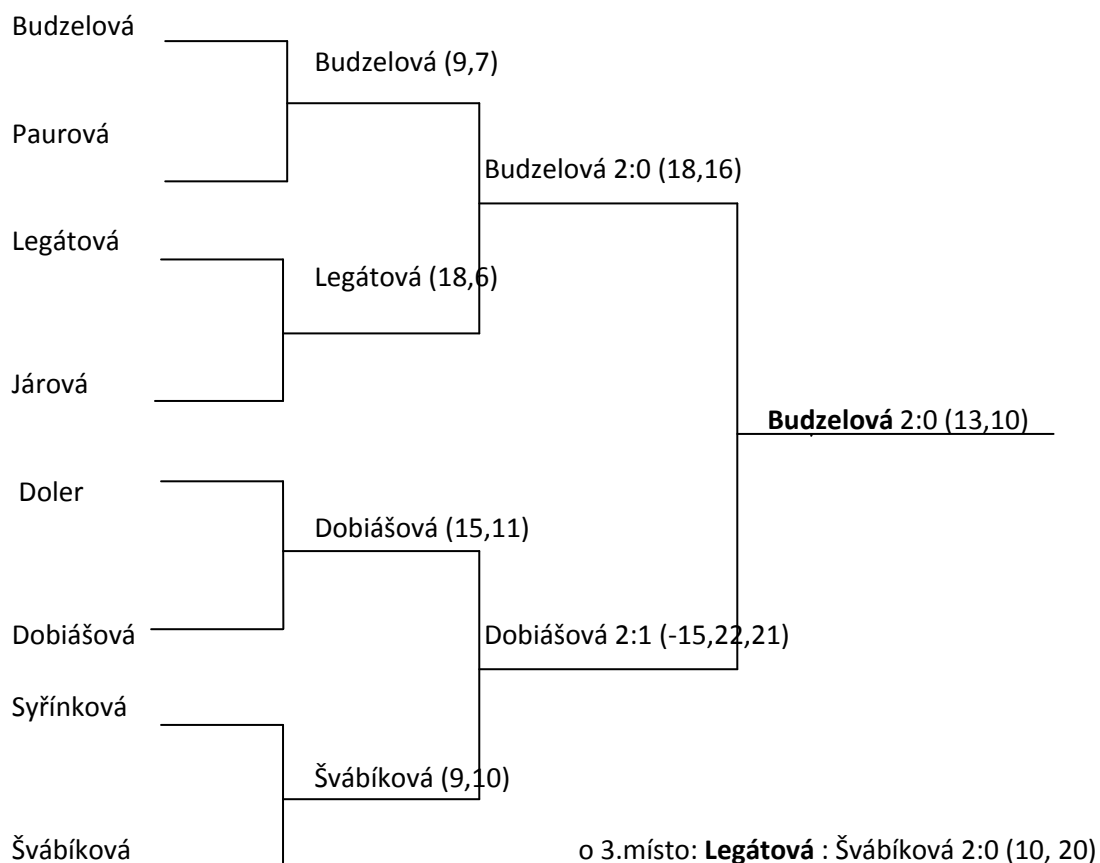 Budzelová
Budzelová (9,7)
Paurová
Budzelová 2:0 (18,16)
Legátová
Legátová (18,6)
Járová
Budzelová 2:0 (13,10)
Doler
Dobiášová (15,11)
Dobiášová
Dobiášová 2:1 (-15,22,21)
Syřínková
Švábíková (9,10)
Švábíková
o 3.místo: Legátová : Švábíková 2:0 (10, 20)